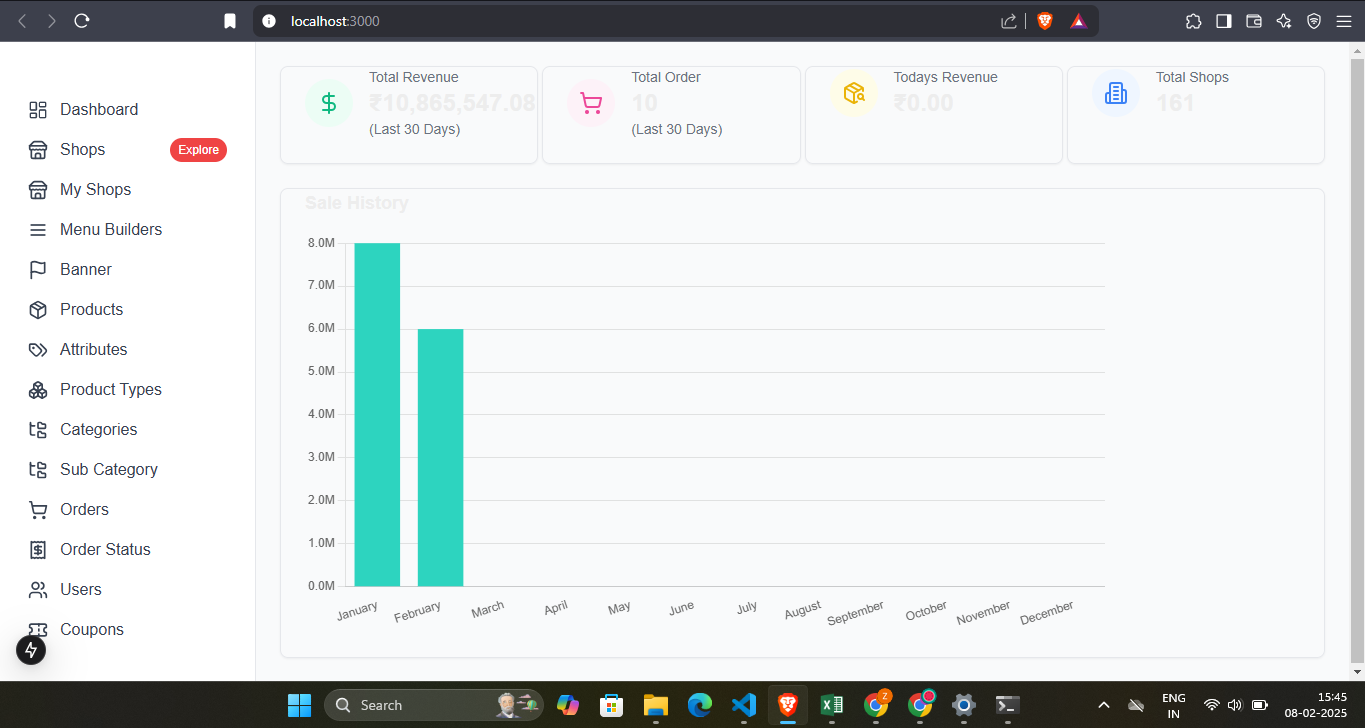 localhost:3000
Dashboard
Shops
Explore
My Shops
Menu Builders
Banner
Products
Attributes
Product Types
Categories
Sub Category
Orders
Order Status
Users
Coupons
Total Revenue
₹10,865,547.08
(Last 30 Days)
Total Order
10
(Last 30 Days)
Todays Revenue
₹0.00
Total Shops
161
Sale History
8.0M
7.0M
6.0M
5.0M
4.0M
3.0M
2.0M
1.0M
0.0M
January
February
March
April
May
June
July
August
September
October
November
December
Search
Z
ENG
IN
15:45
08-02-2025